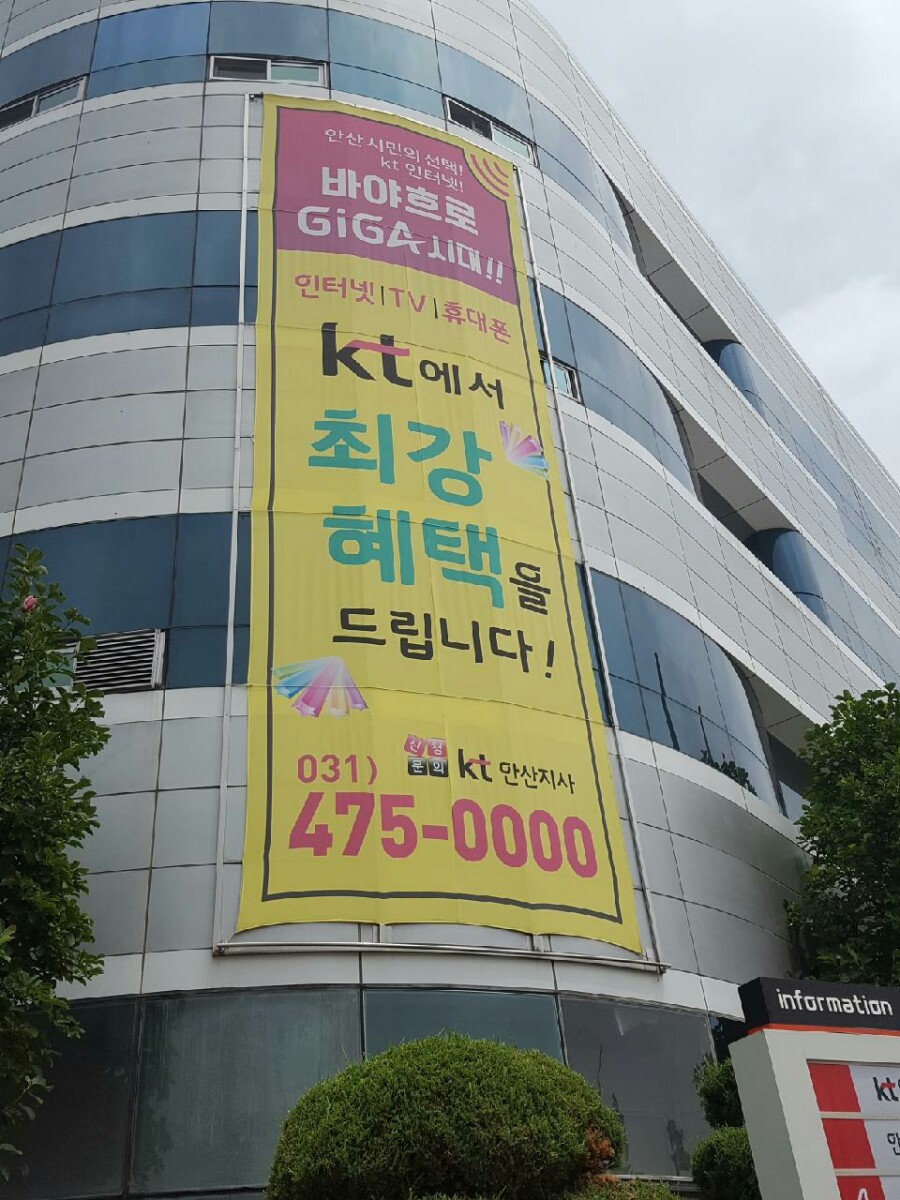 안산 시민의 선택!
kt 인터넷!
바야흐로
GiGA 시대!!
인터넷 | TV | 휴대폰
kt에서
최강
혜택을
드립니다!
신청
문의 kt 안산지사
031) 475-0000
information
kt